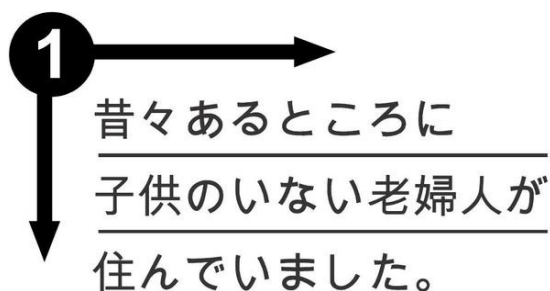 1
昔々あるところに
子供のいない老婦人が
住んでいました。